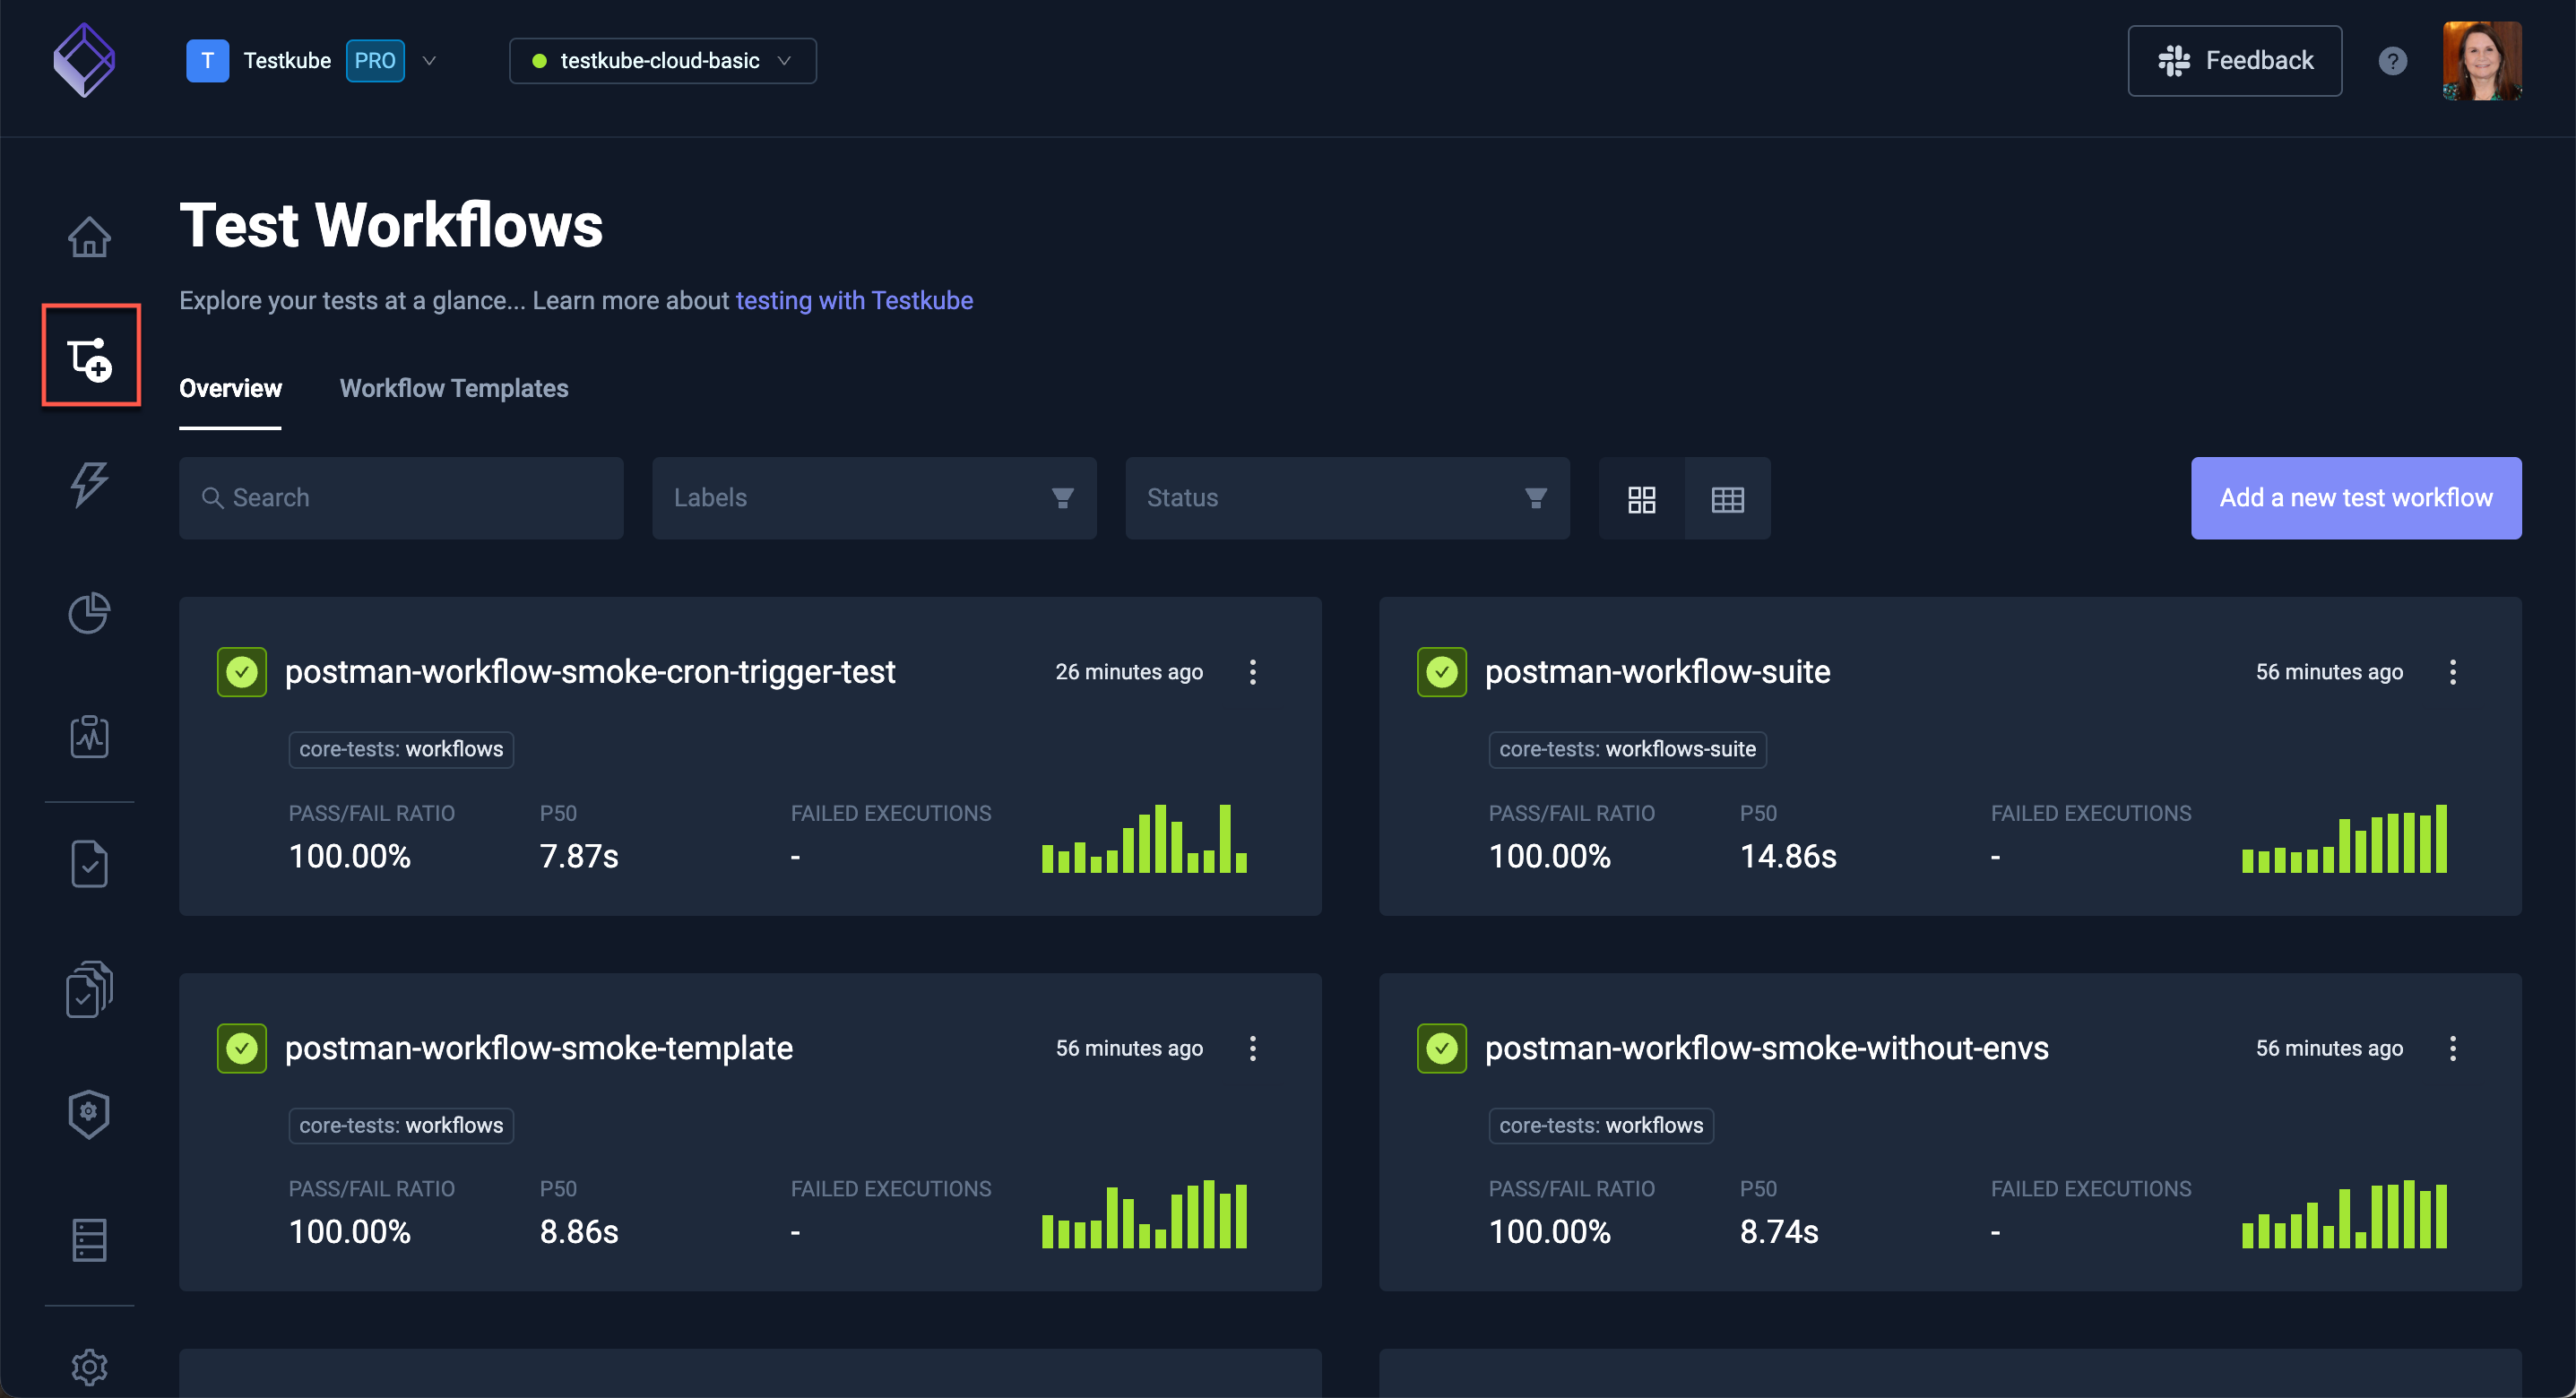 T Testkube PRO testkube-cloud-basic Feedback ?
Test Workflows
Explore your tests at a glance... Learn more about testing with Testkube
Overview Workflow Templates
Search Labels Status Add a new test workflow
postman-workflow-smoke-cron-trigger-test 26 minutes ago
core-tests: workflows
PASS/FAIL RATIO P50 FAILED EXECUTIONS
100.00% 7.87s -
postman-workflow-suite 56 minutes ago
core-tests: workflows-suite
PASS/FAIL RATIO P50 FAILED EXECUTIONS
100.00% 14.86s -
postman-workflow-smoke-template 56 minutes ago
core-tests: workflows
PASS/FAIL RATIO P50 FAILED EXECUTIONS
100.00% 8.86s -
postman-workflow-smoke-without-envs 56 minutes ago
core-tests: workflows
PASS/FAIL RATIO P50 FAILED EXECUTIONS
100.00% 8.74s -